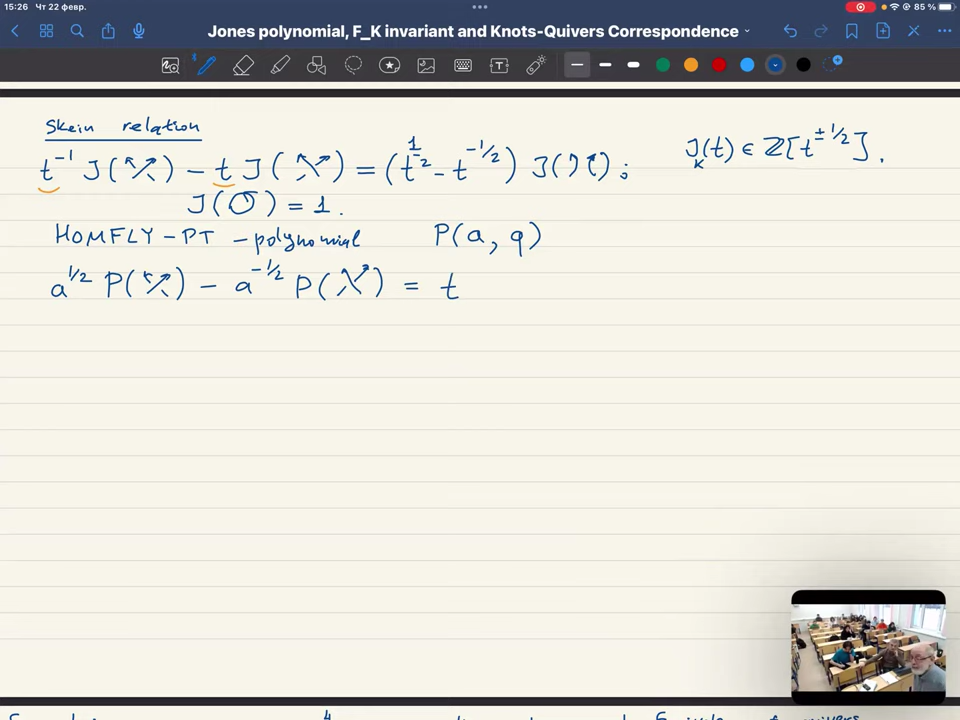 15:26 Чт 22 февр. 85 %
Jones polynomial, F_K invariant and Knots-Quivers Correspondence
Skein relation
t⁻¹ J(↖↗) − t J(↖↗) = (t^{1/2} − t^{-1/2}) J(↰↱); J_K(t) ∈ ℤ[t^{±1/2}].
J(O) = 1.
HOMFLY-PT - polynomial P(a, q)
a^{1/2} P(↖↗) − a^{-1/2} P(↖↗) = t